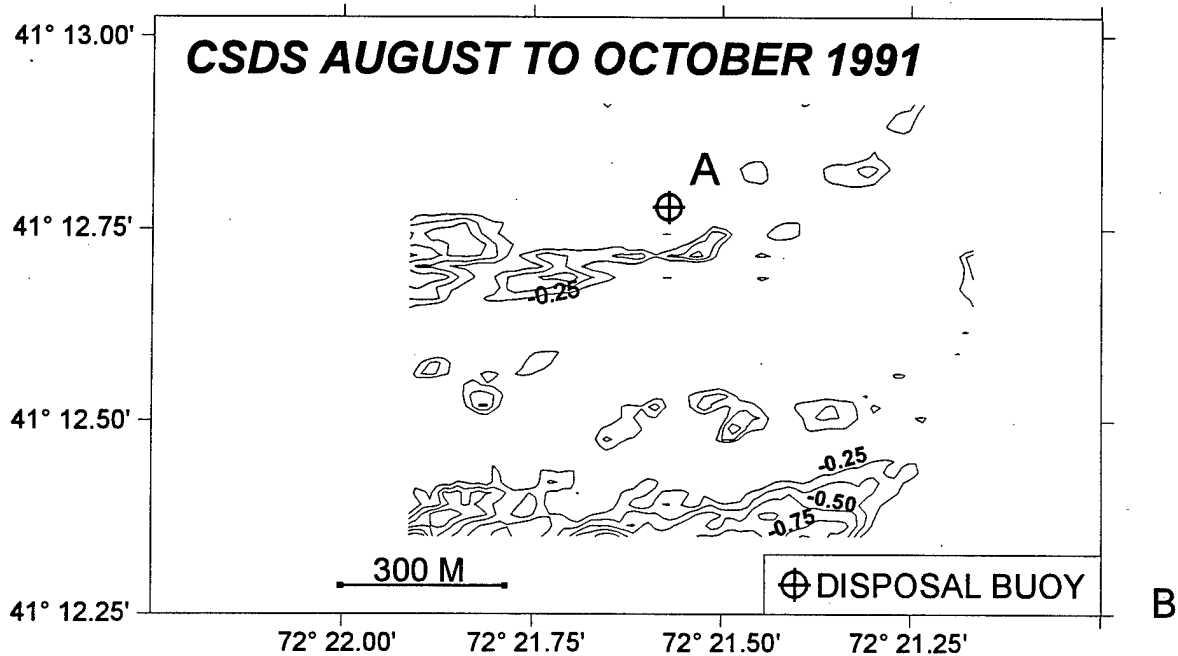 41° 13.00'
CSDS AUGUST TO OCTOBER 1991
A
41° 12.75'
-0.25
41° 12.50'
-0.25
-0.50
-0.75
300 M
DISPOSAL BUOY
B
41° 12.25'
72° 22.00' 72° 21.75' 72° 21.50' 72° 21.25'